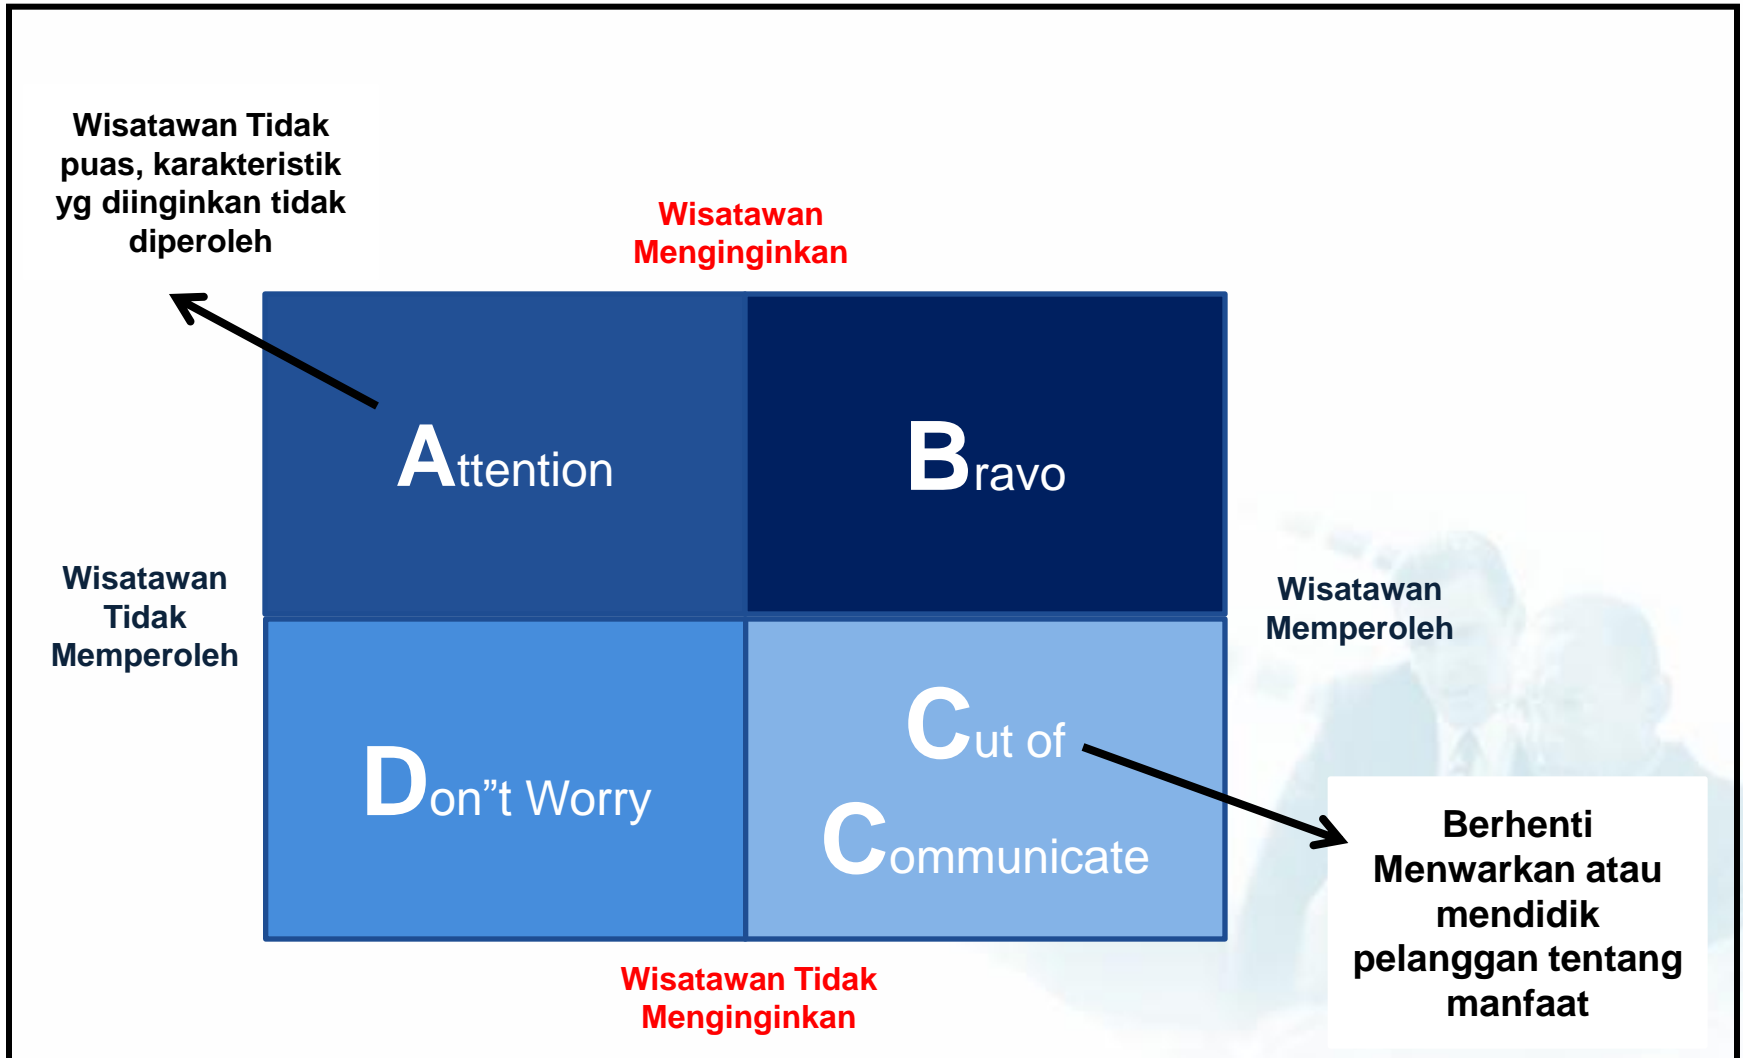 Wisatawan Tidak
puas, karakteristik
yg diinginkan tidak
diperoleh
Wisatawan
Menginginkan
Attention
Bravo
Wisatawan
Tidak
Memperoleh
Wisatawan
Memperoleh
Don"t Worry
Cut of
Communicate
Berhenti
Menwarkan atau
mendidik
pelanggan tentang
manfaat
Wisatawan Tidak
Menginginkan